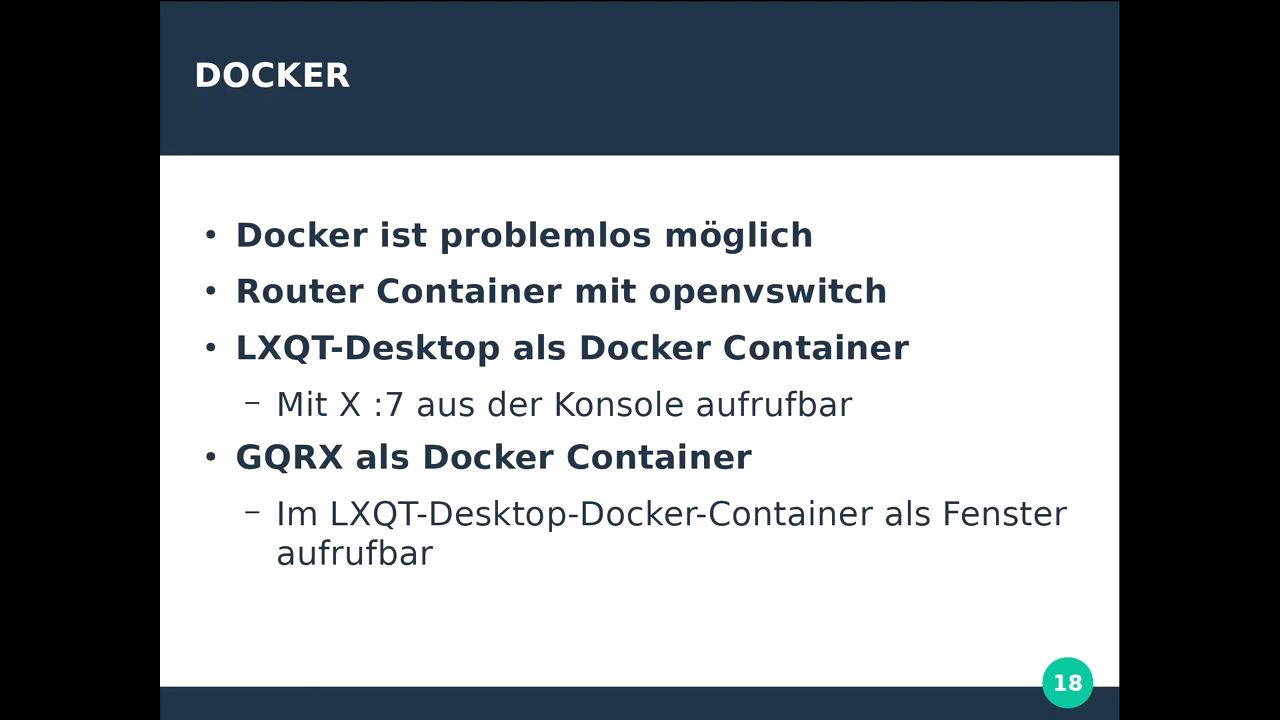 DOCKER
• Docker ist problemlos möglich
• Router Container mit openvswitch
• LXQT-Desktop als Docker Container
– Mit X :7 aus der Konsole aufrufbar
• GQRX als Docker Container
– Im LXQT-Desktop-Docker-Container als Fenster
aufrufbar
18